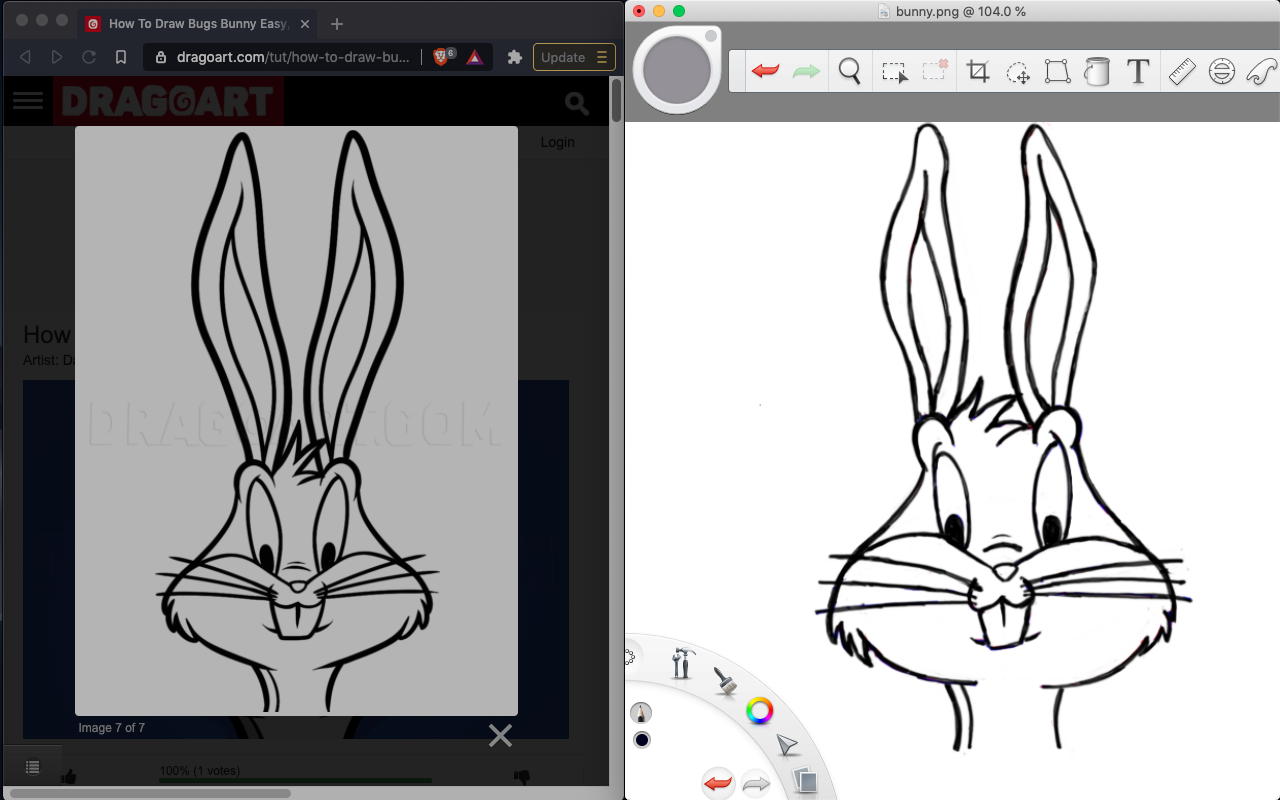 How To Draw Bugs Bunny Easy,
dragoart.com/tut/how-to-draw-bu...
6
Update
DRAGOART
Login
How
Artist: Da
DRAGOART.COM
Image 7 of 7
100% (1 votes)
bunny.png @ 104.0 %
T